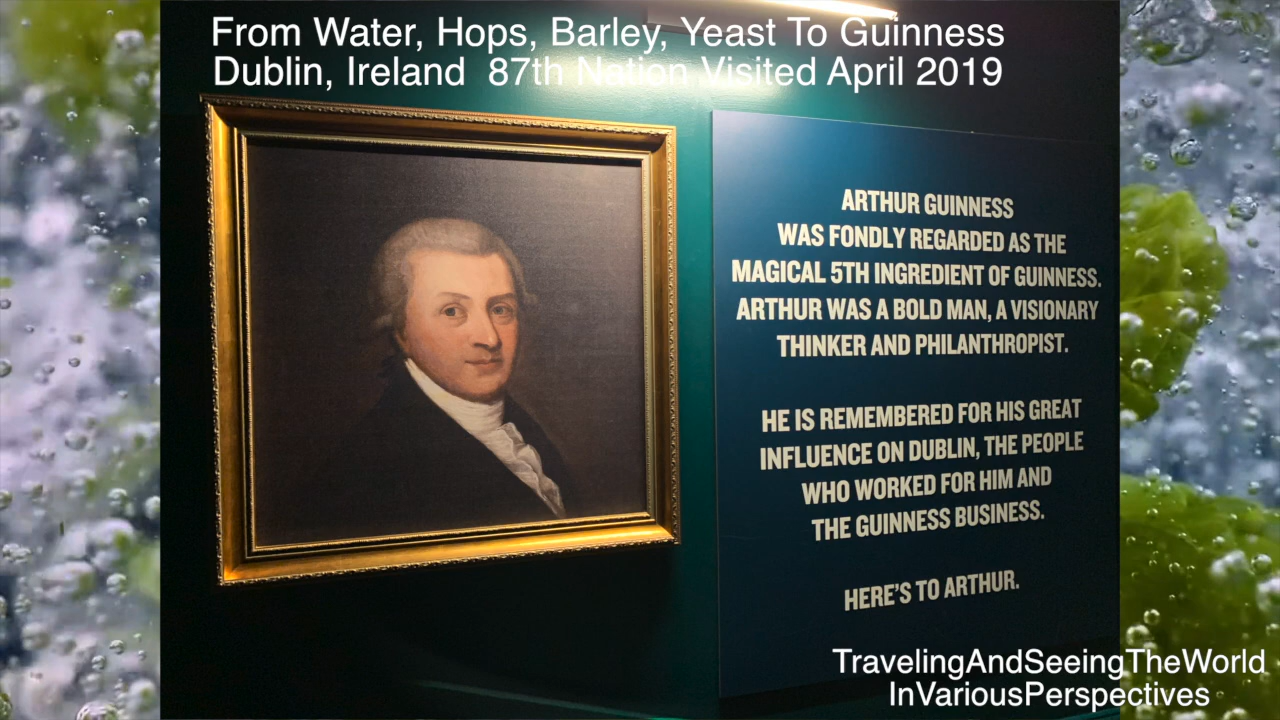 From Water, Hops, Barley, Yeast To Guinness
Dublin, Ireland  87th Nation Visited April 2019
ARTHUR GUINNESS
WAS FONDLY REGARDED AS THE
MAGICAL 5TH INGREDIENT OF GUINNESS.
ARTHUR WAS A BOLD MAN, A VISIONARY
THINKER AND PHILANTHROPIST.
HE IS REMEMBERED FOR HIS GREAT
INFLUENCE ON DUBLIN, THE PEOPLE
WHO WORKED FOR HIM AND
THE GUINNESS BUSINESS.
HERE'S TO ARTHUR.
TravelingAndSeeingTheWorld
InVariousPerspectives